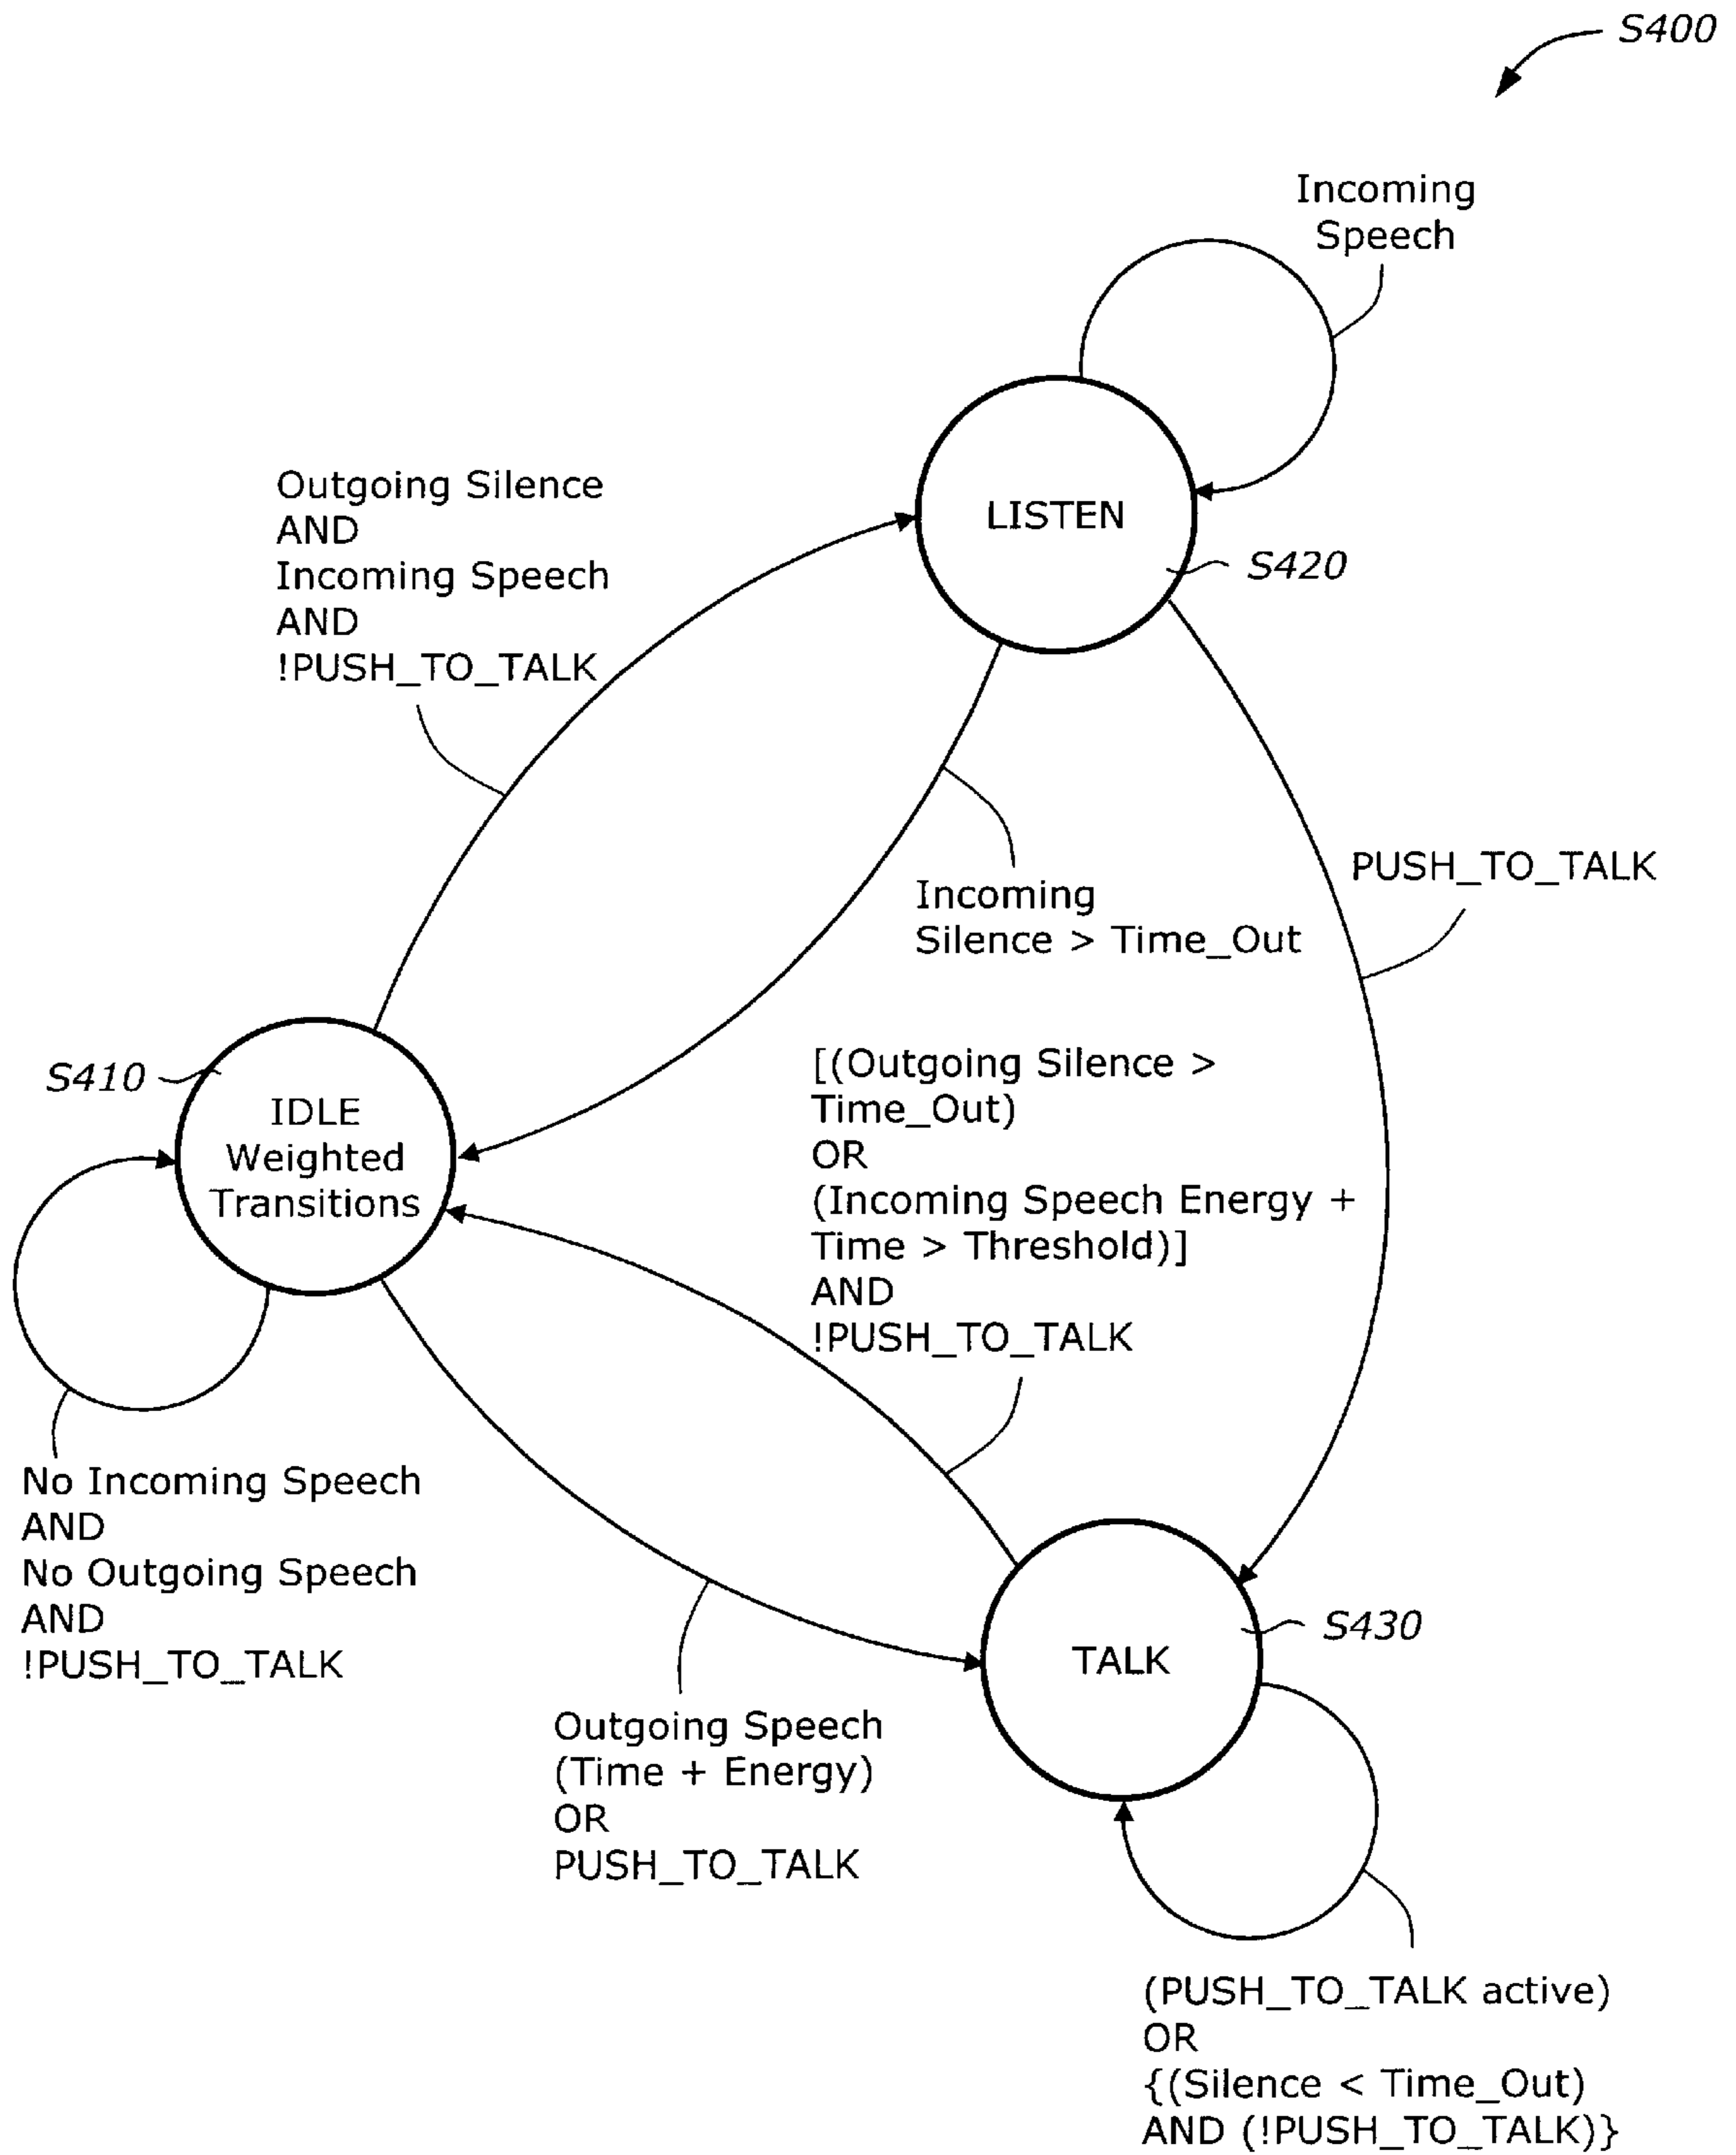 S400
Incoming
Speech
Outgoing Silence
AND
Incoming Speech
AND
!PUSH_TO_TALK
LISTEN
S420
PUSH_TO_TALK
Incoming
Silence > Time_Out
S410
IDLE
Weighted
Transitions
[(Outgoing Silence >
Time_Out)
OR
(Incoming Speech Energy +
Time > Threshold)]
AND
!PUSH_TO_TALK
No Incoming Speech
AND
No Outgoing Speech
AND
!PUSH_TO_TALK
Outgoing Speech
(Time + Energy)
OR
PUSH_TO_TALK
S430
TALK
(PUSH_TO_TALK active)
OR
{(Silence < Time_Out)
AND (!PUSH_TO_TALK)}